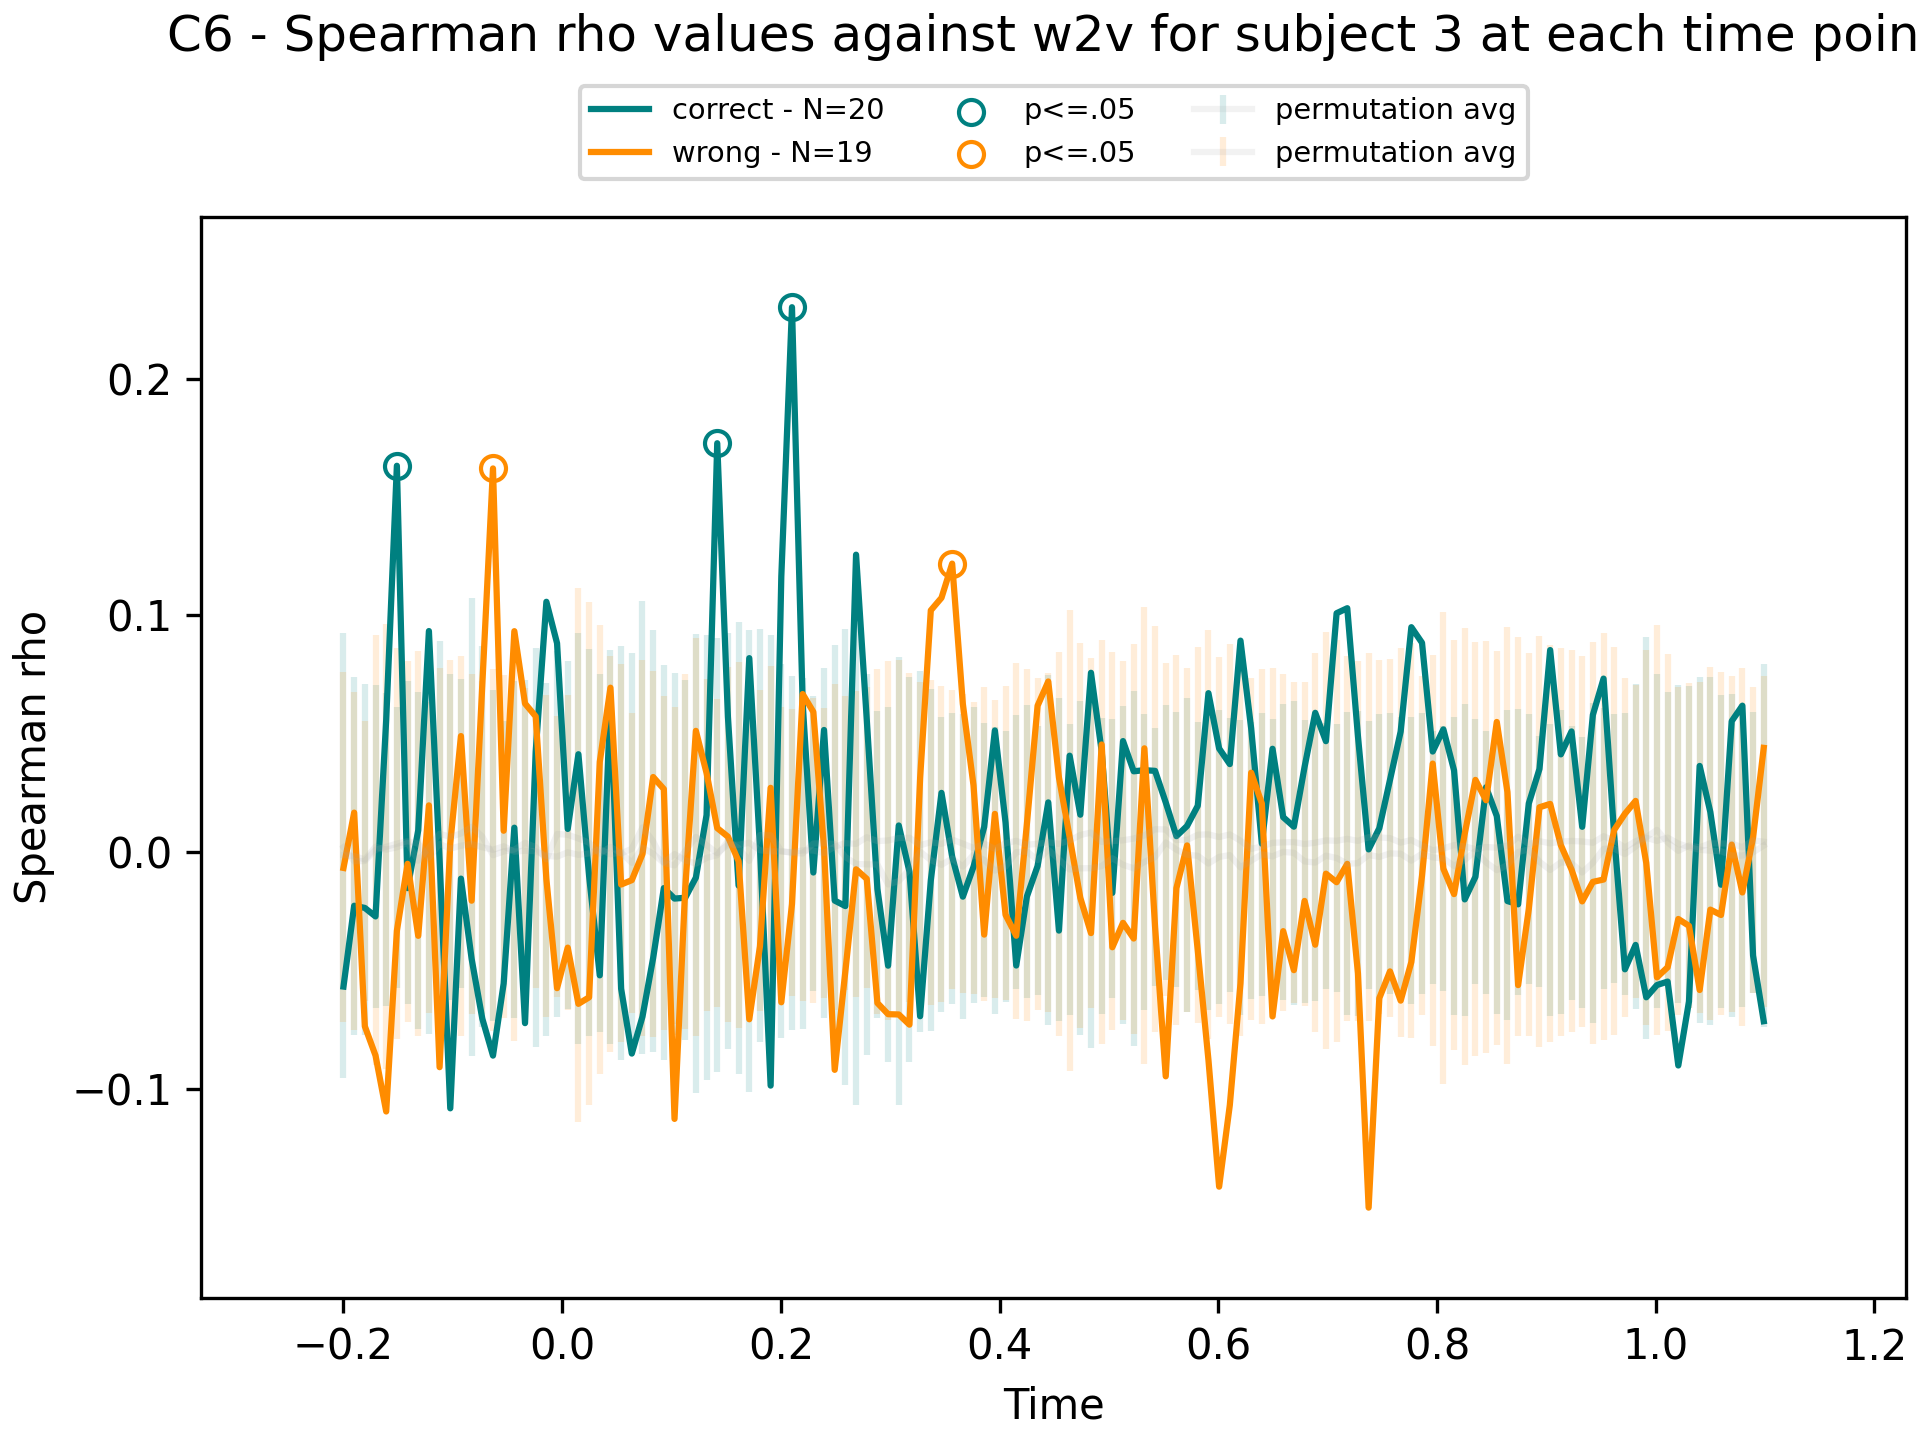 C6 - Spearman rho values against w2v for subject 3 at each time poin
correct - N=20
wrong - N=19
p<=.05
p<=.05
permutation avg
permutation avg
Spearman rho
0.2
0.1
0.0
−0.1
−0.2 0.0 0.2 0.4 0.6 0.8 1.0 1.2
Time